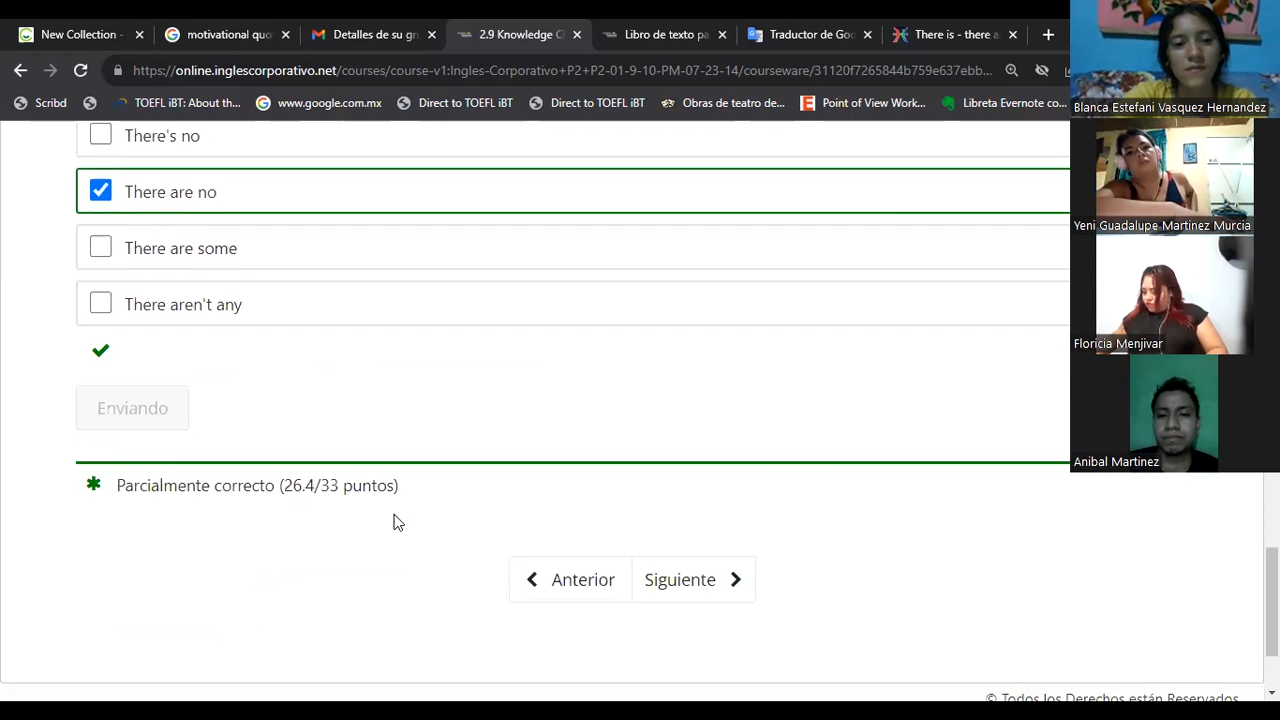 New Collection -
motivational quo
Detalles de su gr
2.9 Knowledge C
Libro de texto pa
Traductor de Goo
There is - there a
https://online.inglescorporativo.net/courses/course-v1:Ingles-Corporativo+P2+P2-01-9-10-PM-07-23-14/courseware/31120f7265844b759e637ebb...
Scribd
TOEFL iBT: About th...
www.google.com.mx
Direct to TOEFL iBT
Direct to TOEFL iBT
Obras de teatro de...
Point of View Work...
Libreta Evernote co...
There's no
There are no
There are some
There aren't any
Enviando
Parcialmente correcto (26.4/33 puntos)
Anterior
Siguiente
© Todos los Derechos están Reservados
Blanca Estefani Vasquez Hernandez
Yeni Guadalupe Martinez Murcia
Floricia Menjivar
Anibal Martinez